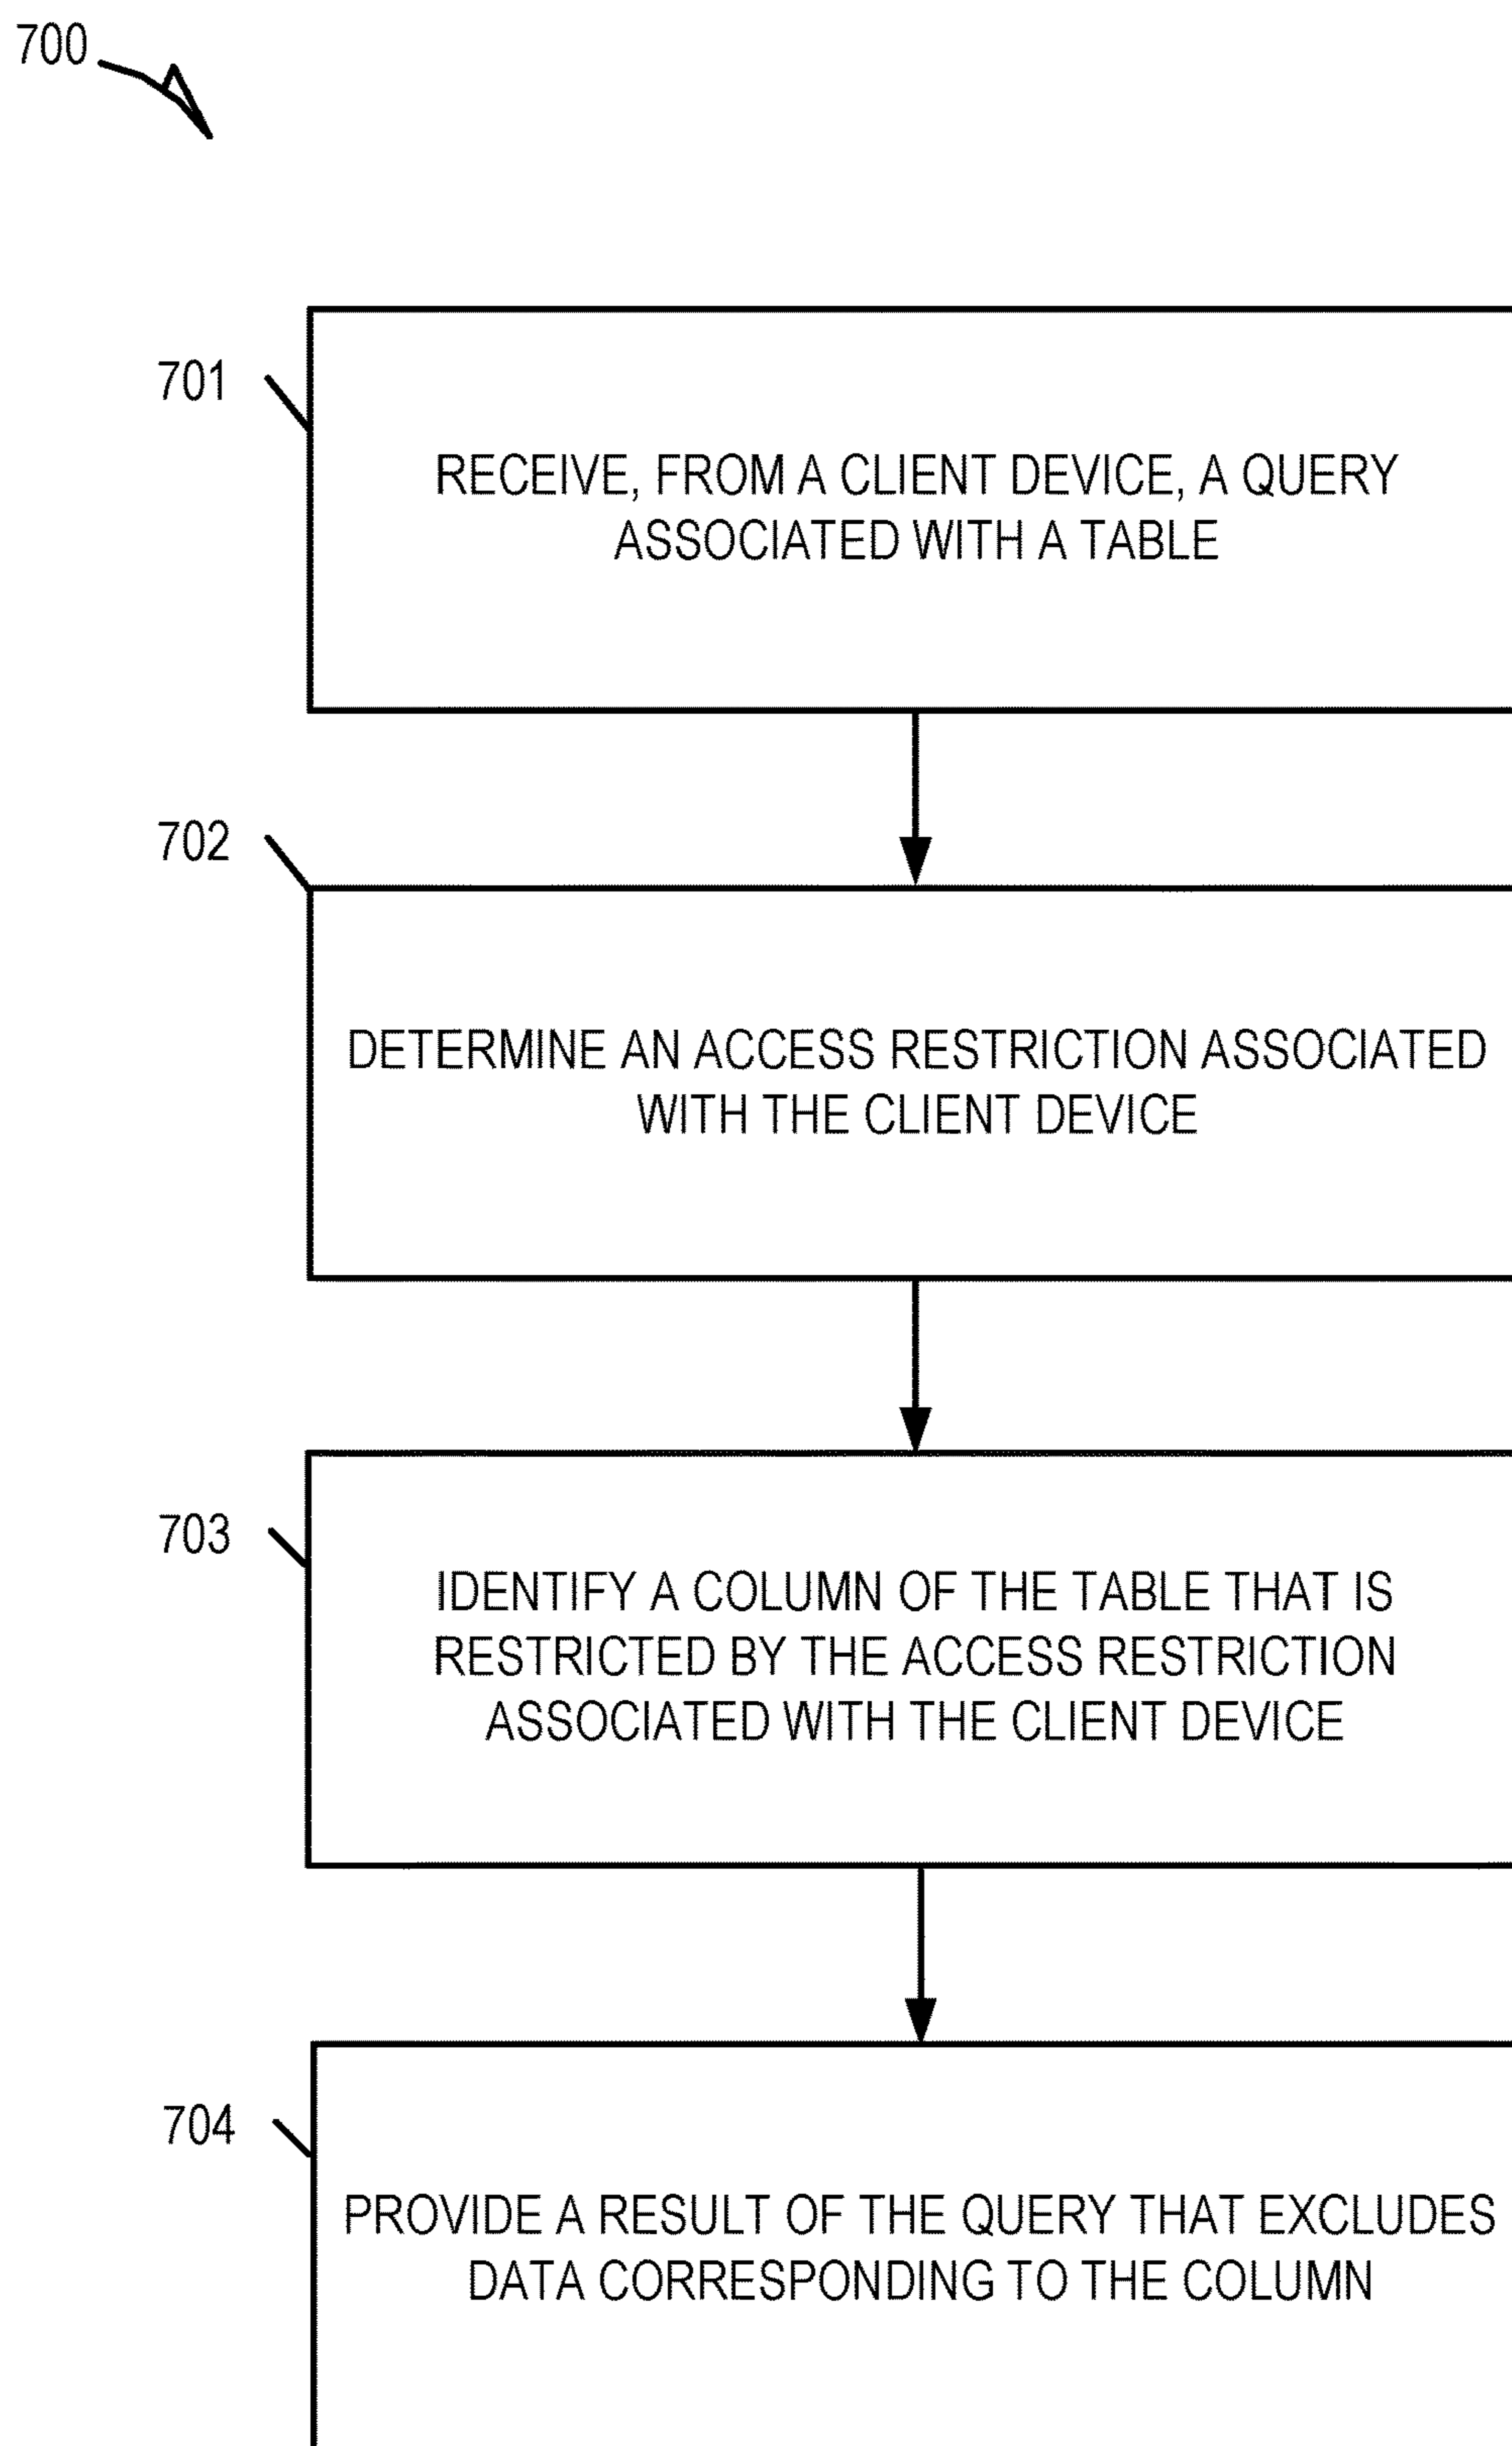 700
701
RECEIVE, FROM A CLIENT DEVICE, A QUERY
ASSOCIATED WITH A TABLE
702
DETERMINE AN ACCESS RESTRICTION ASSOCIATED
WITH THE CLIENT DEVICE
703
IDENTIFY A COLUMN OF THE TABLE THAT IS
RESTRICTED BY THE ACCESS RESTRICTION
ASSOCIATED WITH THE CLIENT DEVICE
704
PROVIDE A RESULT OF THE QUERY THAT EXCLUDES
DATA CORRESPONDING TO THE COLUMN